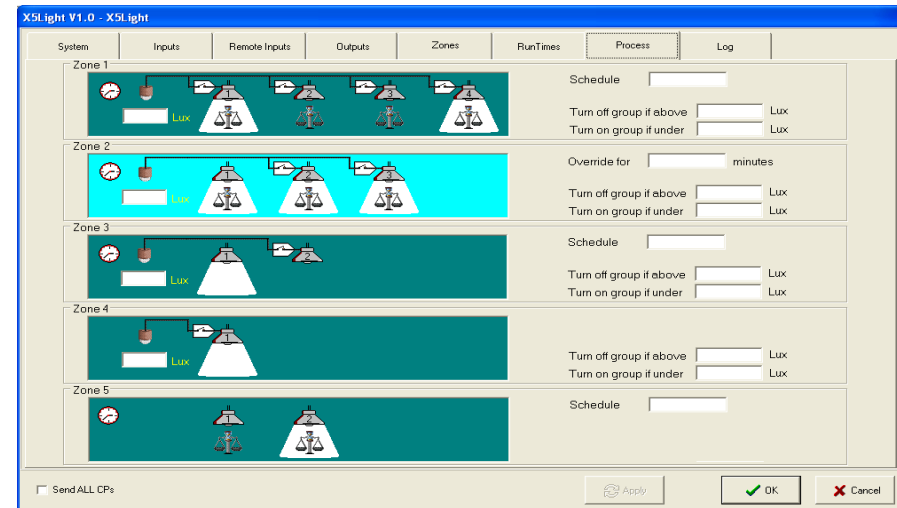 X5Light V1.0 - X5Light
System Inputs Remote Inputs Outputs Zones RunTimes Process Log
Zone 1
1 2 3 4
Lux
Schedule
Turn off group if above Lux
Turn on group if under Lux
Zone 2
1 2 3
Lux
Override for minutes
Turn off group if above Lux
Turn on group if under Lux
Zone 3
1 2
Lux
Schedule
Turn off group if above Lux
Turn on group if under Lux
Zone 4
1
Lux
Turn off group if above Lux
Turn on group if under Lux
Zone 5
1 2
Schedule
Send ALL CPs
Apply OK Cancel